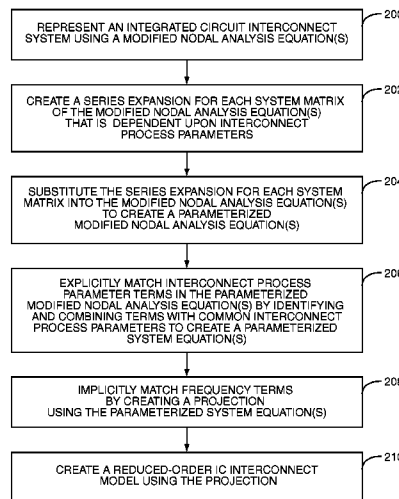 200
REPRESENT AN INTEGRATED CIRCUIT INTERCONNECT
SYSTEM USING A MODIFIED NODAL ANALYSIS EQUATION(S)
202
CREATE A SERIES EXPANSION FOR EACH SYSTEM MATRIX
OF THE MODIFIED NODAL ANALYSIS EQUATION(S)
THAT IS DEPENDENT UPON INTERCONNECT
PROCESS PARAMETERS
204
SUBSTITUTE THE SERIES EXPANSION FOR EACH SYSTEM
MATRIX INTO THE MODIFIED NODAL ANALYSIS EQUATION(S)
TO CREATE A PARAMETERIZED
MODIFIED NODAL ANALYSIS EQUATION(S)
206
EXPLICITLY MATCH INTERCONNECT PROCESS
PARAMETER TERMS IN THE PARAMETERIZED
MODIFIED NODAL ANALYSIS EQUATION(S) BY IDENTIFYING
AND COMBINING TERMS WITH COMMON INTERCONNECT
PROCESS PARAMETERS TO CREATE A PARAMETERIZED
SYSTEM EQUATION(S)
208
IMPLICITLY MATCH FREQUENCY TERMS
BY CREATING A PROJECTION
USING THE PARAMETERIZED SYSTEM EQUATION(S)
210
CREATE A REDUCED-ORDER IC INTERCONNECT
MODEL USING THE PROJECTION